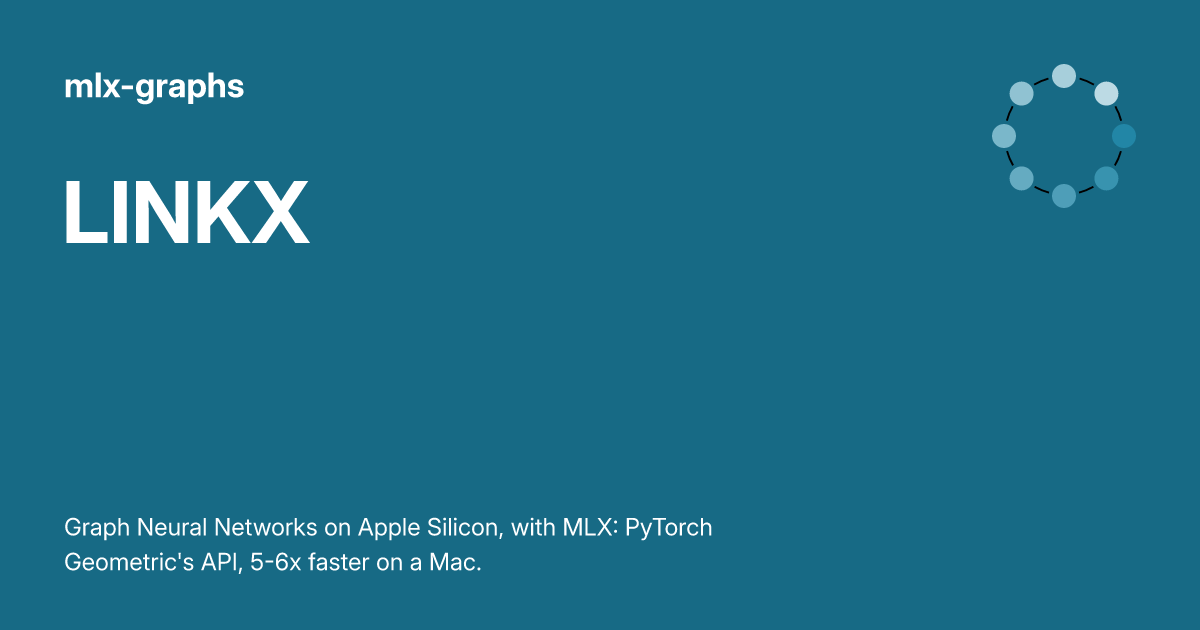 mlx-graphs
LINKX
Graph Neural Networks on Apple Silicon, with MLX: PyTorch
Geometric's API, 5-6x faster on a Mac.